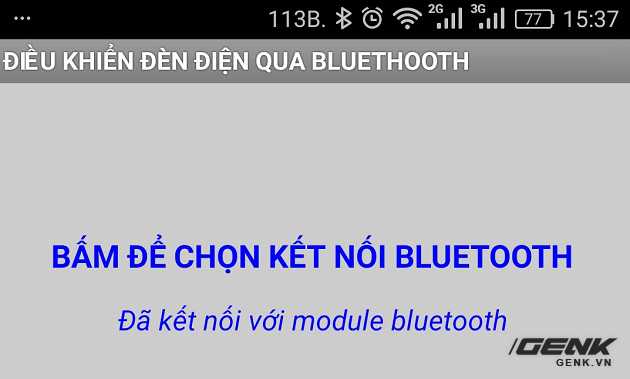 113B. 2G 3G 77 15:37
ĐIỀU KHIỂN ĐÈN ĐIỆN QUA BLUETHOOTH
BẤM ĐỂ CHỌN KẾT NỐI BLUETOOTH
Đã kết nối với module bluetooth
GENK
GENK.VN